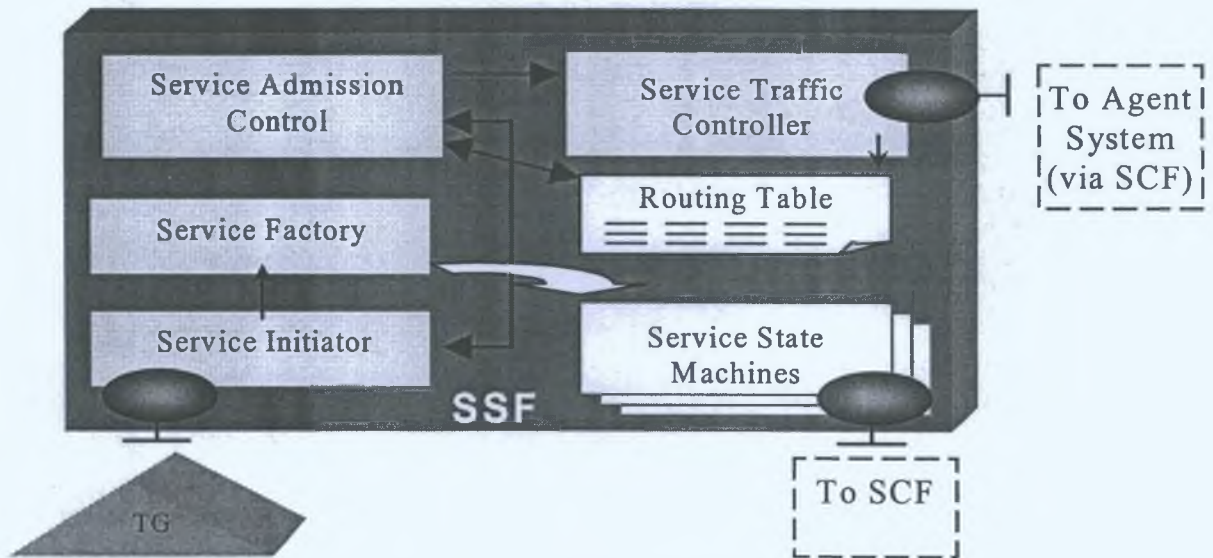 Service Admission
Control
Service Traffic
Controller
To Agent
System
(via SCF)
Routing Table
Service Factory
Service Initiator
Service State
Machines
SSF
TG
To SCF